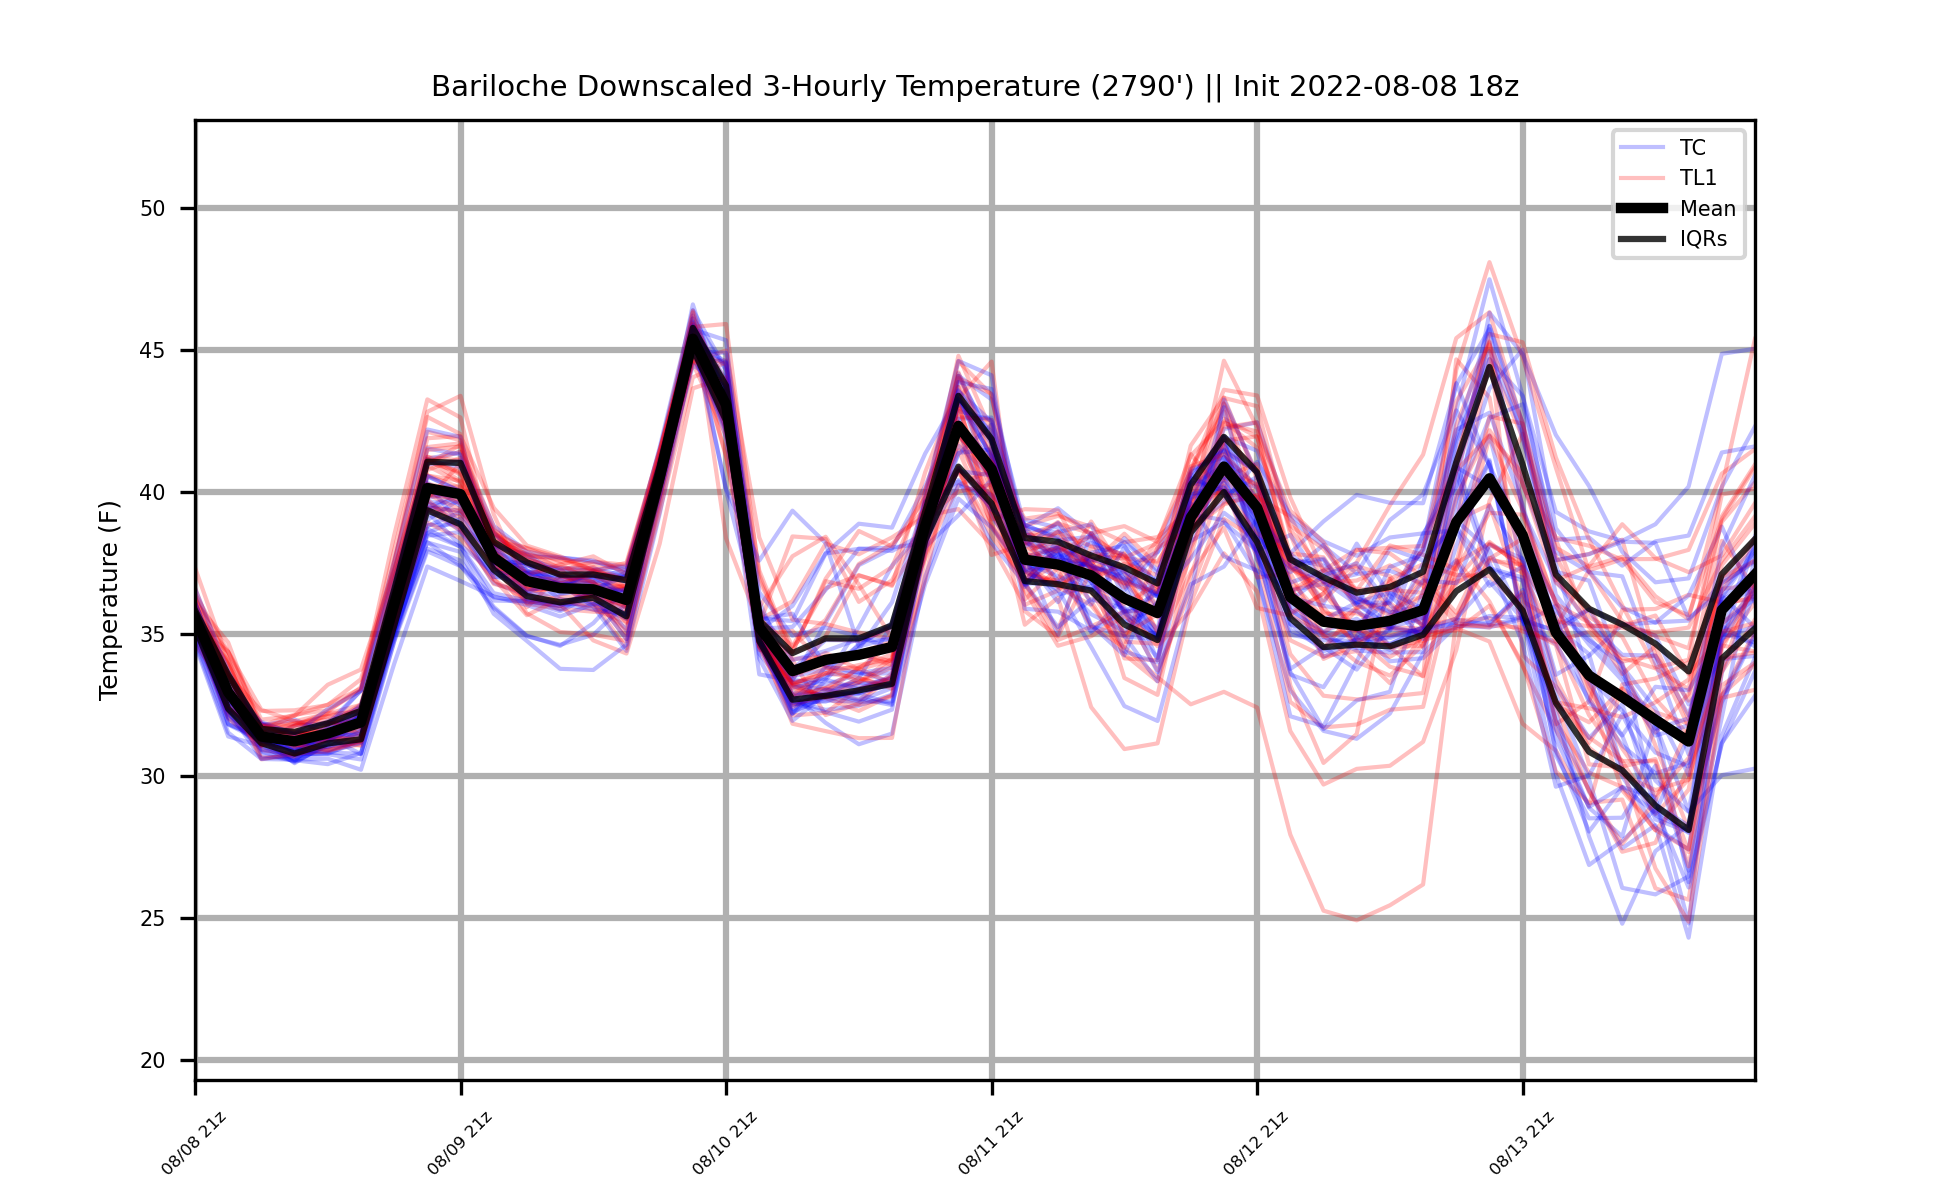 Bariloche Downscaled 3-Hourly Temperature (2790') || Init 2022-08-08 18z
TC
TL1
Mean
IQRs
Temperature (F)
50
45
40
35
30
25
20
08/08 21z
08/09 21z
08/10 21z
08/11 21z
08/12 21z
08/13 21z